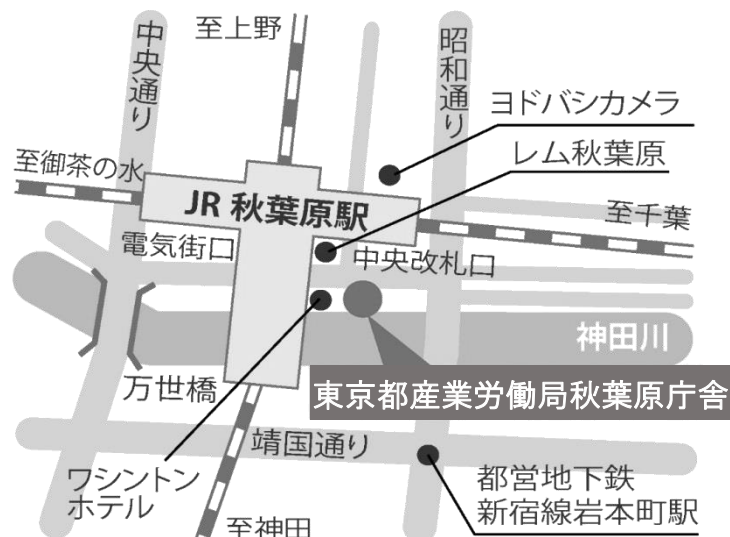 中央通り
至上野
昭和通り
ヨドバシカメラ
レム秋葉原
至御茶の水
JR 秋葉原駅
至千葉
電気街口
中央改札口
神田川
万世橋
東京都産業労働局秋葉原庁舎
靖国通り
ワシントン
ホテル
都営地下鉄
新宿線岩本町駅
至神田